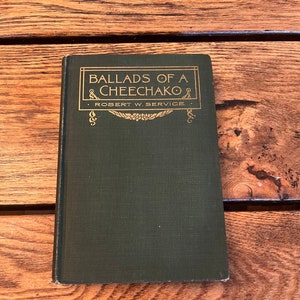 BALLADS OF A
CHEECHAKO
· ROBERT W. SERVICE ·